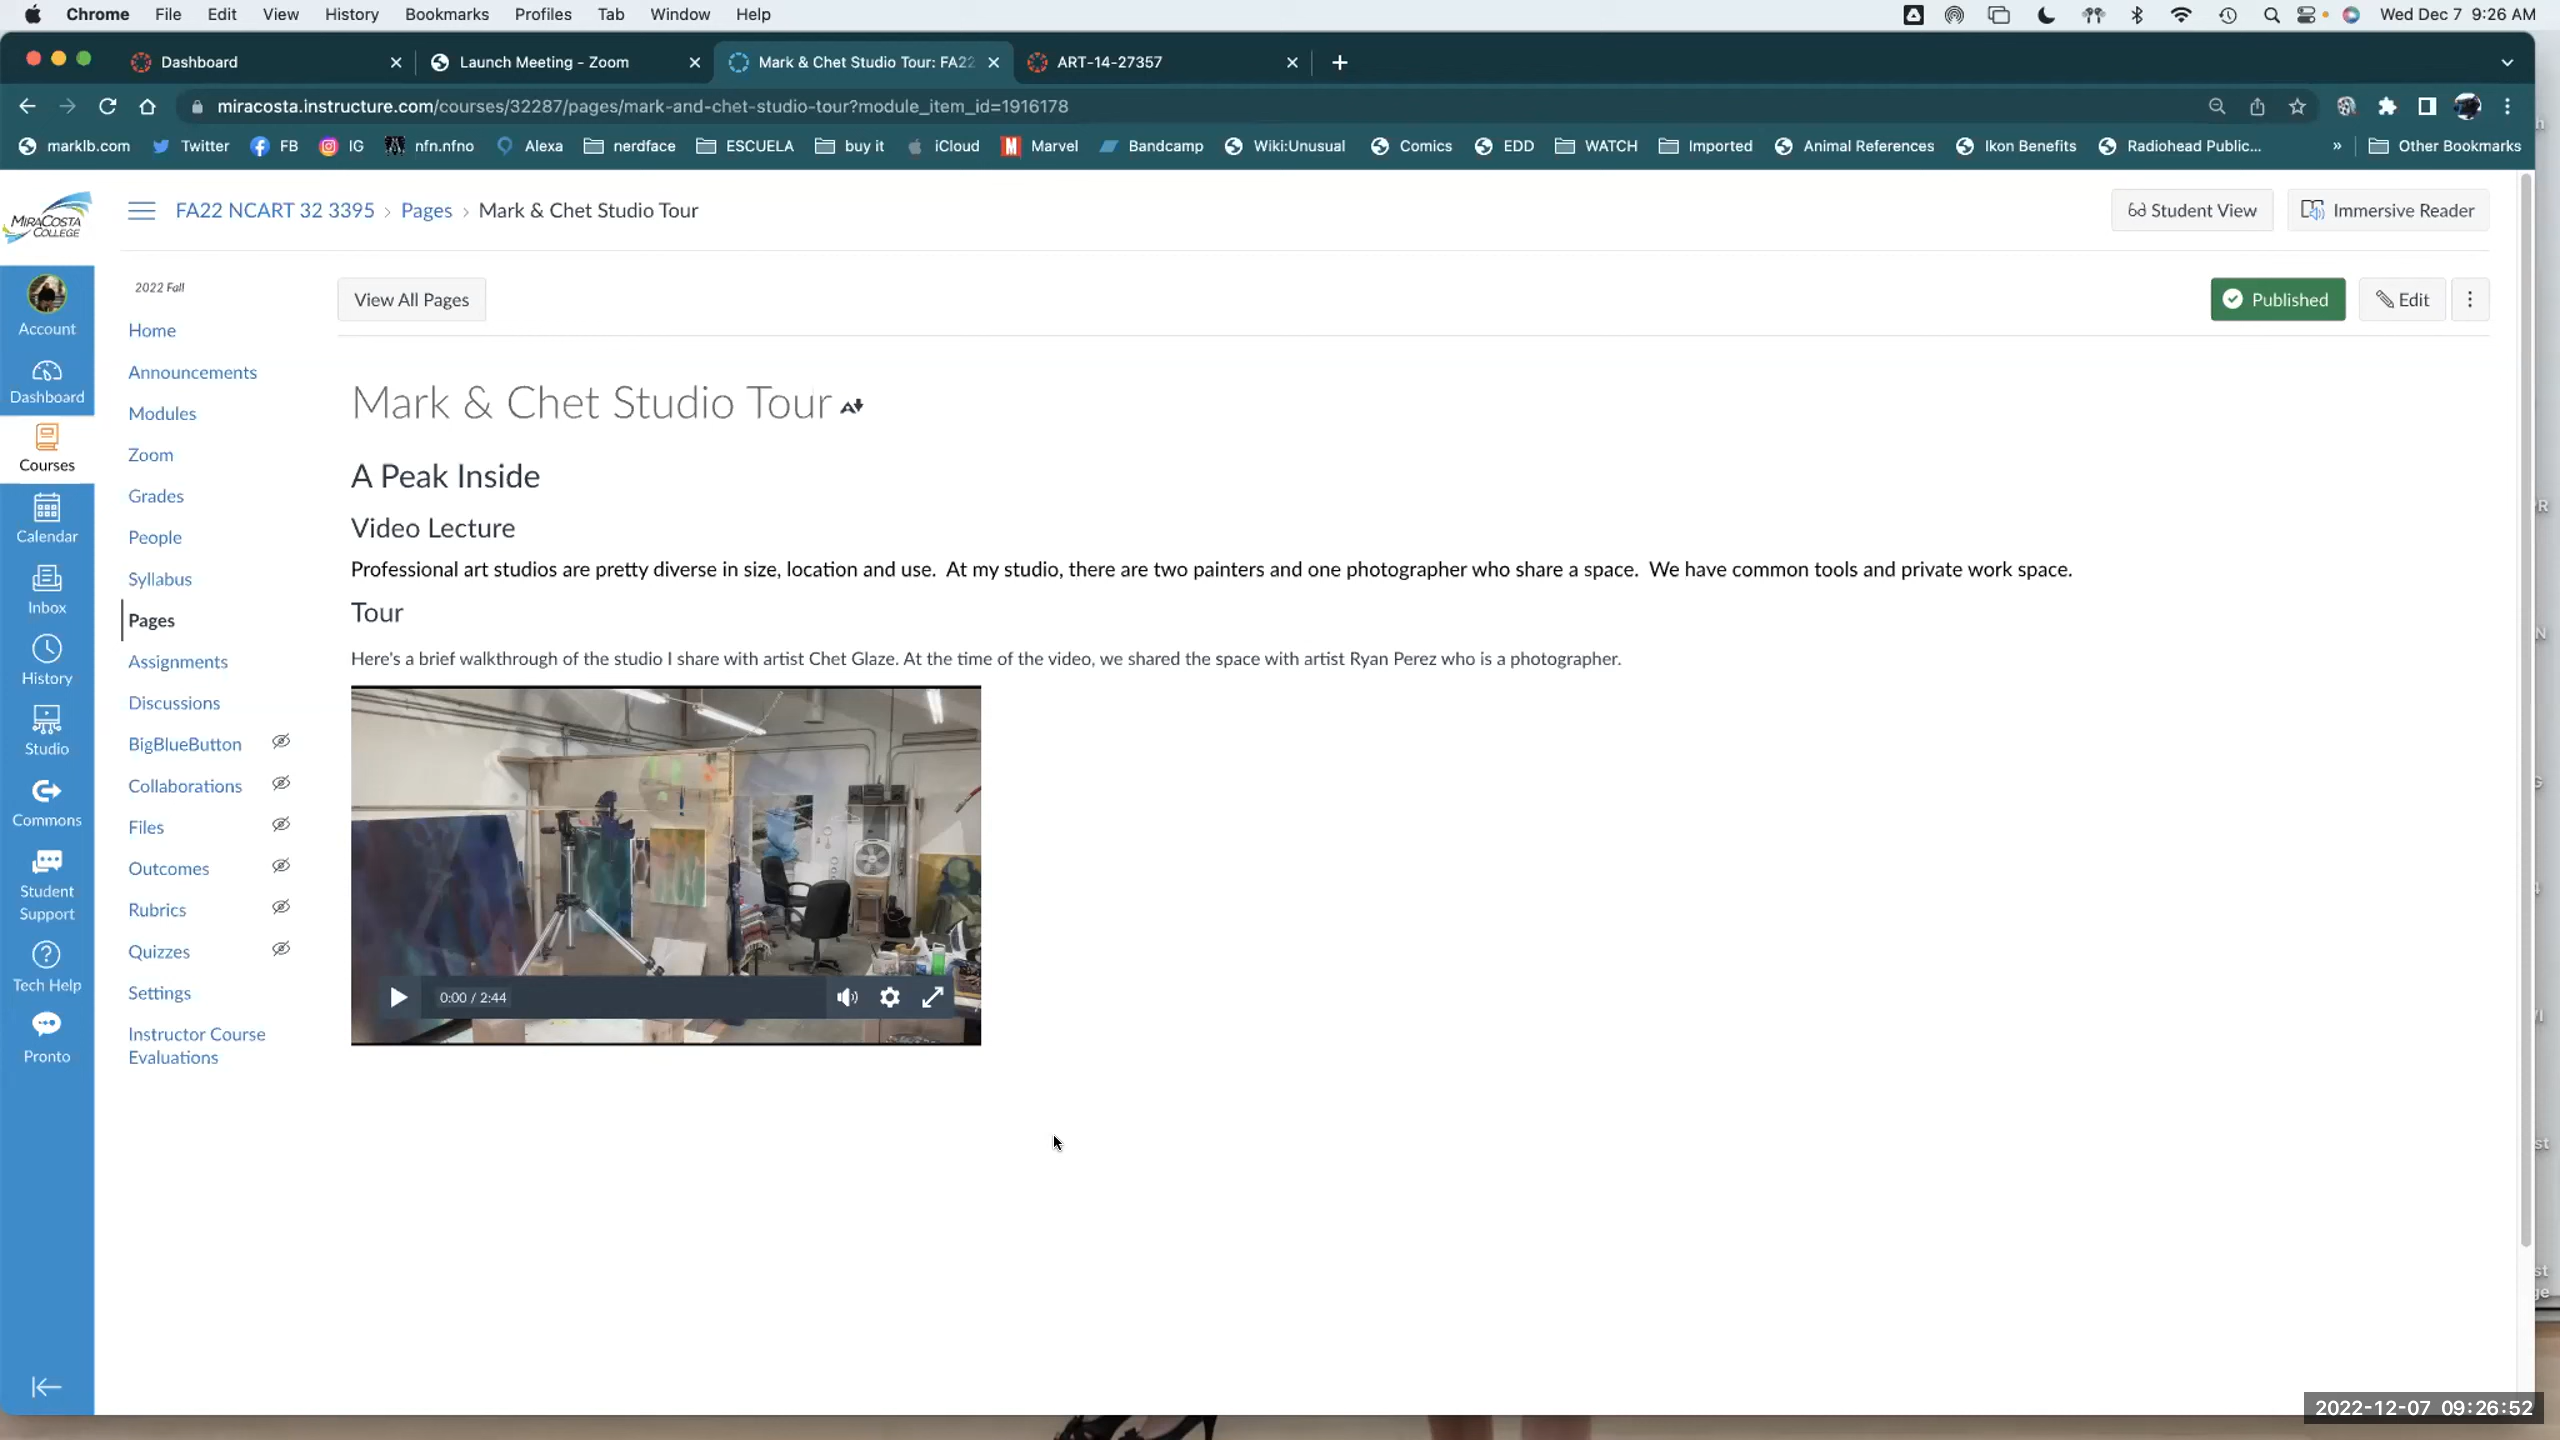 Chrome File Edit View History Bookmarks Profiles Tab Window Help Wed Dec 7 9:26 AM
Dashboard Launch Meeting - Zoom Mark & Chet Studio Tour: FA22 ART-14-27357
miracosta.instructure.com/courses/32287/pages/mark-and-chet-studio-tour?module_item_id=1916178
marklb.com Twitter FB IG nfn.nfno Alexa nerdface ESCUELA buy it iCloud Marvel Bandcamp Wiki:Unusual Comics EDD WATCH Imported Animal References Ikon Benefits Radiohead Public... » Other Bookmarks
MIRACOSTA
COLLEGE
FA22 NCART 32 3395 › Pages › Mark & Chet Studio Tour
Student View
Immersive Reader
Account
Dashboard
Courses
Calendar
Inbox
History
Studio
Commons
Student
Support
Tech Help
Pronto
2022 Fall
Home
Announcements
Modules
Zoom
Grades
People
Syllabus
Pages
Assignments
Discussions
BigBlueButton
Collaborations
Files
Outcomes
Rubrics
Quizzes
Settings
Instructor Course
Evaluations
View All Pages
Published
Edit
Mark & Chet Studio Tour
A Peak Inside
Video Lecture
Professional art studios are pretty diverse in size, location and use.  At my studio, there are two painters and one photographer who share a space.  We have common tools and private work space.
Tour
Here's a brief walkthrough of the studio I share with artist Chet Glaze. At the time of the video, we shared the space with artist Ryan Perez who is a photographer.
0:00 / 2:44
2022-12-07 09:26:52